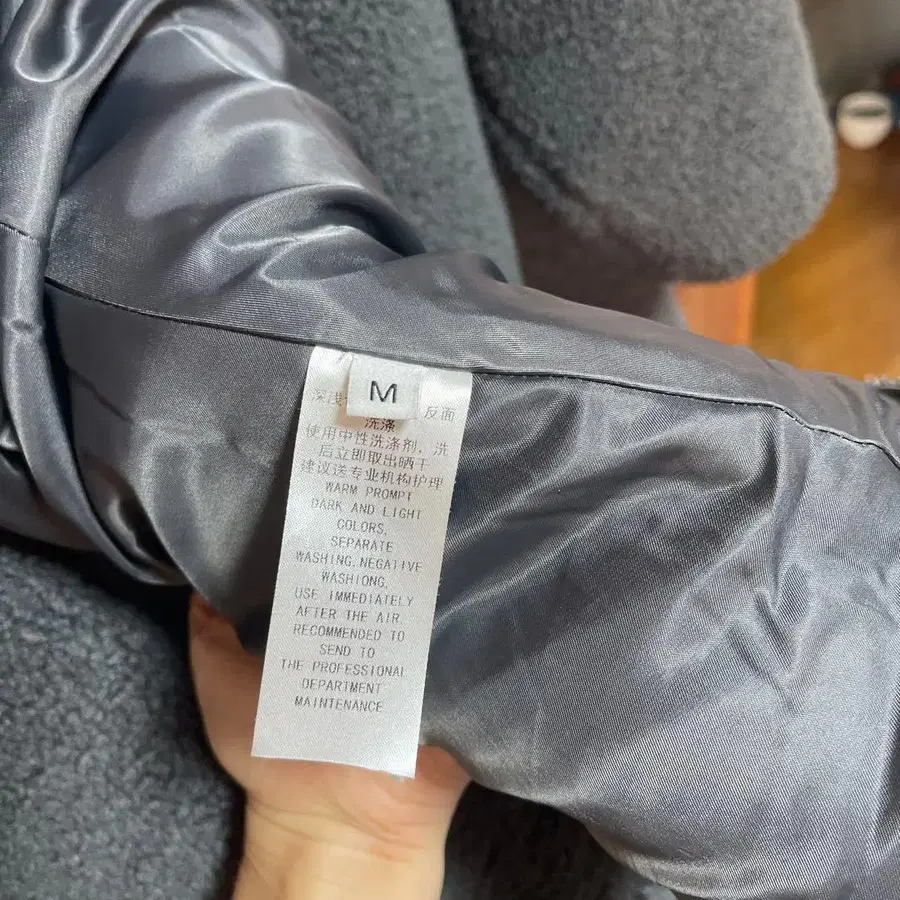 M
深浅 反面
洗涤
使用中性洗涤剂，洗
后立即取出晒干
建议送专业机构护理
WARM PROMPT
DARK AND LIGHT
COLORS,
SEPARATE
WASHING.NEGATIVE
WASHIONG,
USE IMMEDIATELY
AFTER THE AIR,
RECOMMENDED TO
SEND TO
THE PROFESSIONAL
DEPARTMENT
MAINTENANCE